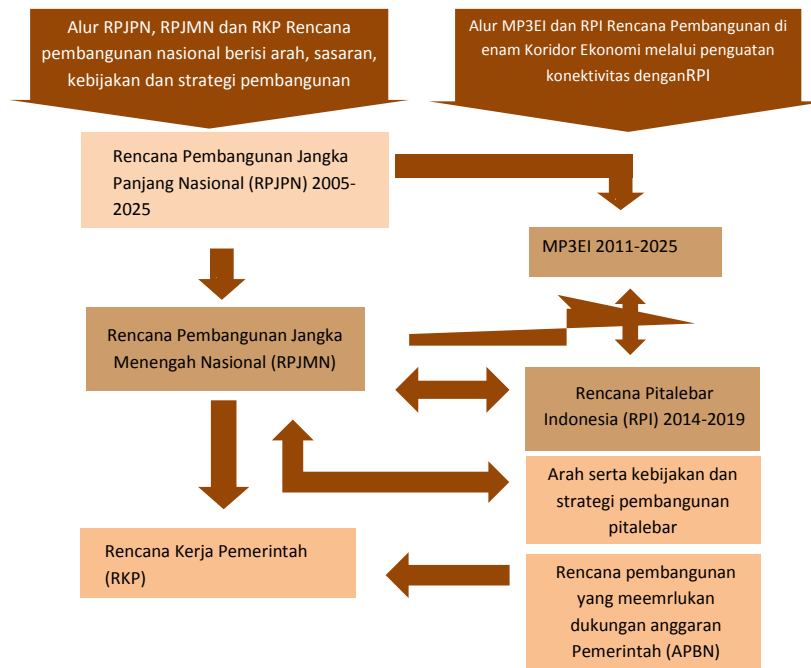 Alur RPJPN, RPJMN dan RKP Rencana
pembangunan nasional berisi arah, sasaran,
kebijakan dan strategi pembangunan
Alur MP3EI dan RPI Rencana Pembangunan di
enam Koridor Ekonomi melalui penguatan
konektivitas denganRPI
Rencana Pembangunan Jangka
Panjang Nasional (RPJPN) 2005-
2025
MP3EI 2011-2025
Rencana Pembangunan Jangka
Menengah Nasional (RPJMN)
Rencana Pitalebar
Indonesia (RPI) 2014-2019
Arah serta kebijakan dan
strategi pembangunan
pitalebar
Rencana Kerja Pemerintah
(RKP)
Rencana pembangunan
yang meemrlukan
dukungan anggaran
Pemerintah (APBN)